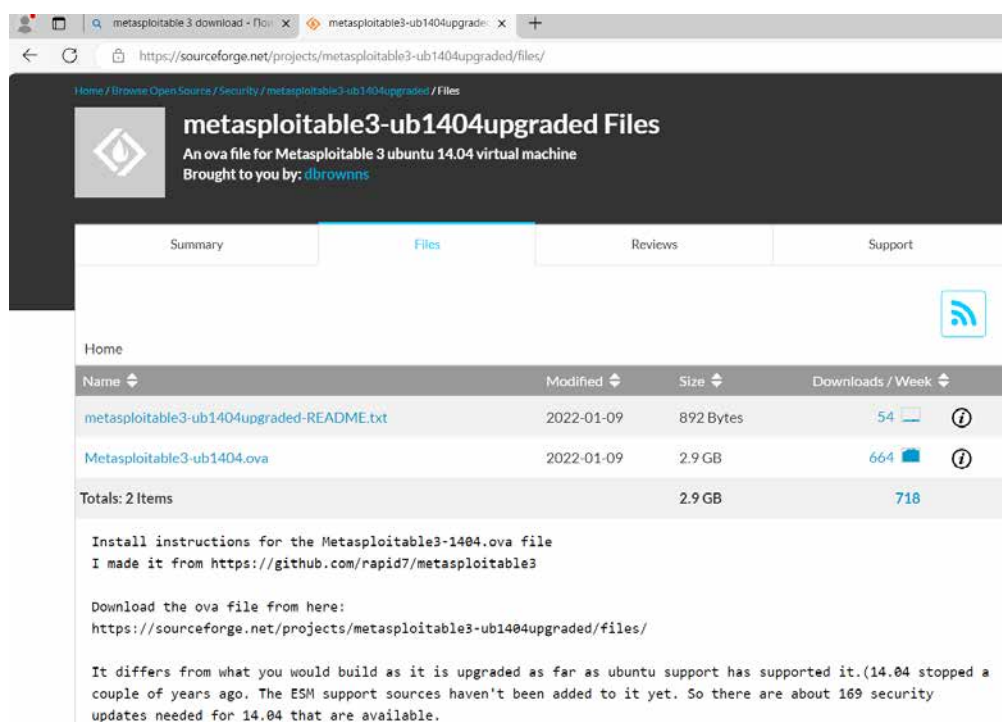 metasploitable 3 download - Пои
metasploitable3-ub1404upgrade
https://sourceforge.net/projects/metasploitable3-ub1404upgraded/files/
Home / Browse Open Source / Security / metasploitable3-ub1404upgraded / Files
metasploitable3-ub1404upgraded Files
An ova file for Metasploitable 3 ubuntu 14.04 virtual machine
Brought to you by: dbrownns
Summary Files Reviews Support
Home
Name Modified Size Downloads / Week
metasploitable3-ub1404upgraded-README.txt 2022-01-09 892 Bytes 54
Metasploitable3-ub1404.ova 2022-01-09 2.9 GB 664
Totals: 2 Items 2.9 GB 718
Install instructions for the Metasploitable3-1404.ova file
I made it from https://github.com/rapid7/metasploitable3
Download the ova file from here:
https://sourceforge.net/projects/metasploitable3-ub1404upgraded/files/
It differs from what you would build as it is upgraded as far as ubuntu support has supported it.(14.04 stopped a
couple of years ago. The ESM support sources haven't been added to it yet. So there are about 169 security
updates needed for 14.04 that are available.